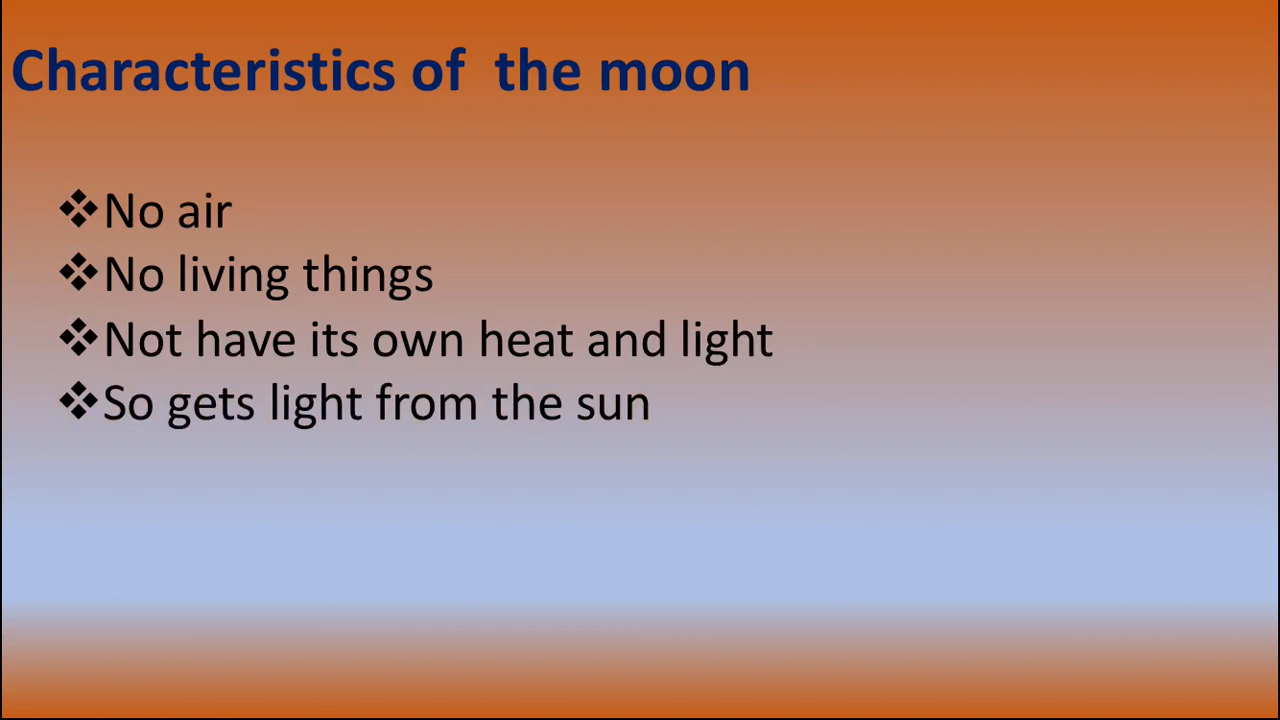 Characteristics of  the moon
❖No air
❖No living things
❖Not have its own heat and light
❖So gets light from the sun